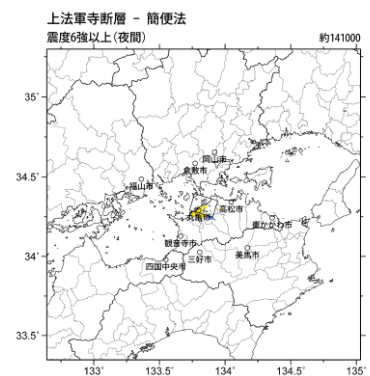 上法軍寺断層 － 簡便法
震度6強以上（夜間）
約141000
35˚
岡山市
倉敷市
34.5˚
福山市
高松市
丸亀市
東かがわ市
観音寺市
34˚
三好市
美馬市
四国中央市
33.5˚
133˚
133.5˚
134˚
134.5˚
135˚